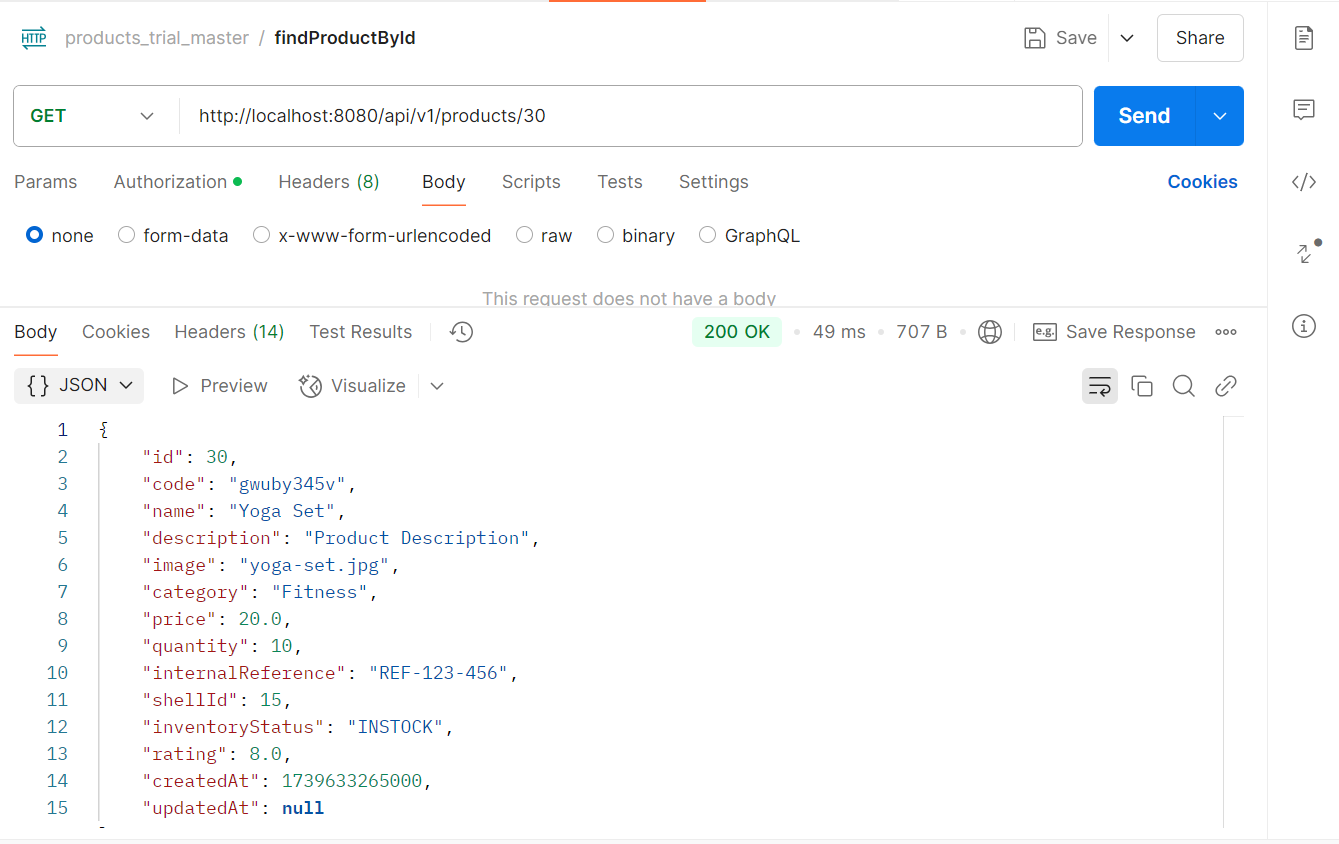 HTTP products_trial_master / findProductById Save Share
GET http://localhost:8080/api/v1/products/30 Send
Params Authorization Headers (8) Body Scripts Tests Settings Cookies
none form-data x-www-form-urlencoded raw binary GraphQL
This request does not have a body
Body Cookies Headers (14) Test Results 200 OK 49 ms 707 B e.g. Save Response
{} JSON Preview Visualize
1 {
2 "id": 30,
3 "code": "gwuby345v",
4 "name": "Yoga Set",
5 "description": "Product Description",
6 "image": "yoga-set.jpg",
7 "category": "Fitness",
8 "price": 20.0,
9 "quantity": 10,
10 "internalReference": "REF-123-456",
11 "shellId": 15,
12 "inventoryStatus": "INSTOCK",
13 "rating": 8.0,
14 "createdAt": 1739633265000,
15 "updatedAt": null